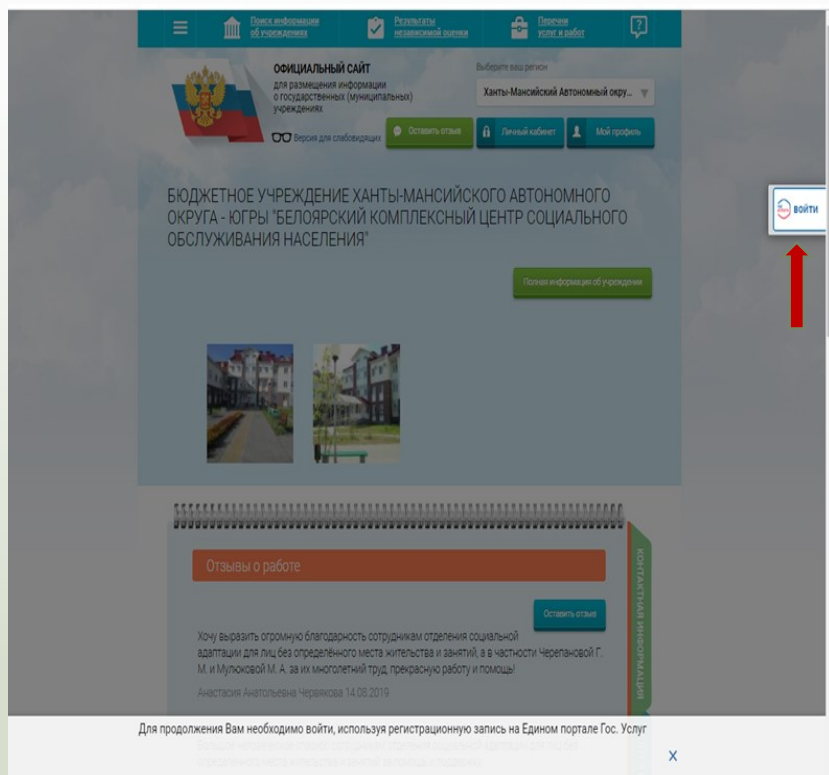 Поиск информации
об учреждениях
Результаты
независимой оценки
Перечни
услуг и работ
?
ОФИЦИАЛЬНЫЙ САЙТ
для размещения информации
о государственных (муниципальных)
учреждениях
Версия для слабовидящих
Выберите ваш регион
Ханты-Мансийский Автономный окру...
Оставить отзыв
Личный кабинет
Мой профиль
БЮДЖЕТНОЕ УЧРЕЖДЕНИЕ ХАНТЫ-МАНСИЙСКОГО АВТОНОМНОГО
ОКРУГА - ЮГРЫ "БЕЛОЯРСКИЙ КОМПЛЕКСНЫЙ ЦЕНТР СОЦИАЛЬНОГО
ОБСЛУЖИВАНИЯ НАСЕЛЕНИЯ"
ВОЙТИ
Полная информация об учреждении
Отзывы о работе
КОНТАКТНАЯ ИНФОРМАЦИЯ
Оставить отзыв
Хочу выразить огромную благодарность сотрудникам отделения социальной
адаптации для лиц без определённого места жительства и занятий, а в частности Черепановой Г.
М. и Мулюковой М. А. за их многолетний труд, прекрасную работу и помощь!
Анастасия Анатольевна Червякова 14.08.2019
Для продолжения Вам необходимо войти, используя регистрационную запись на Едином портале Гос. Услуг
X